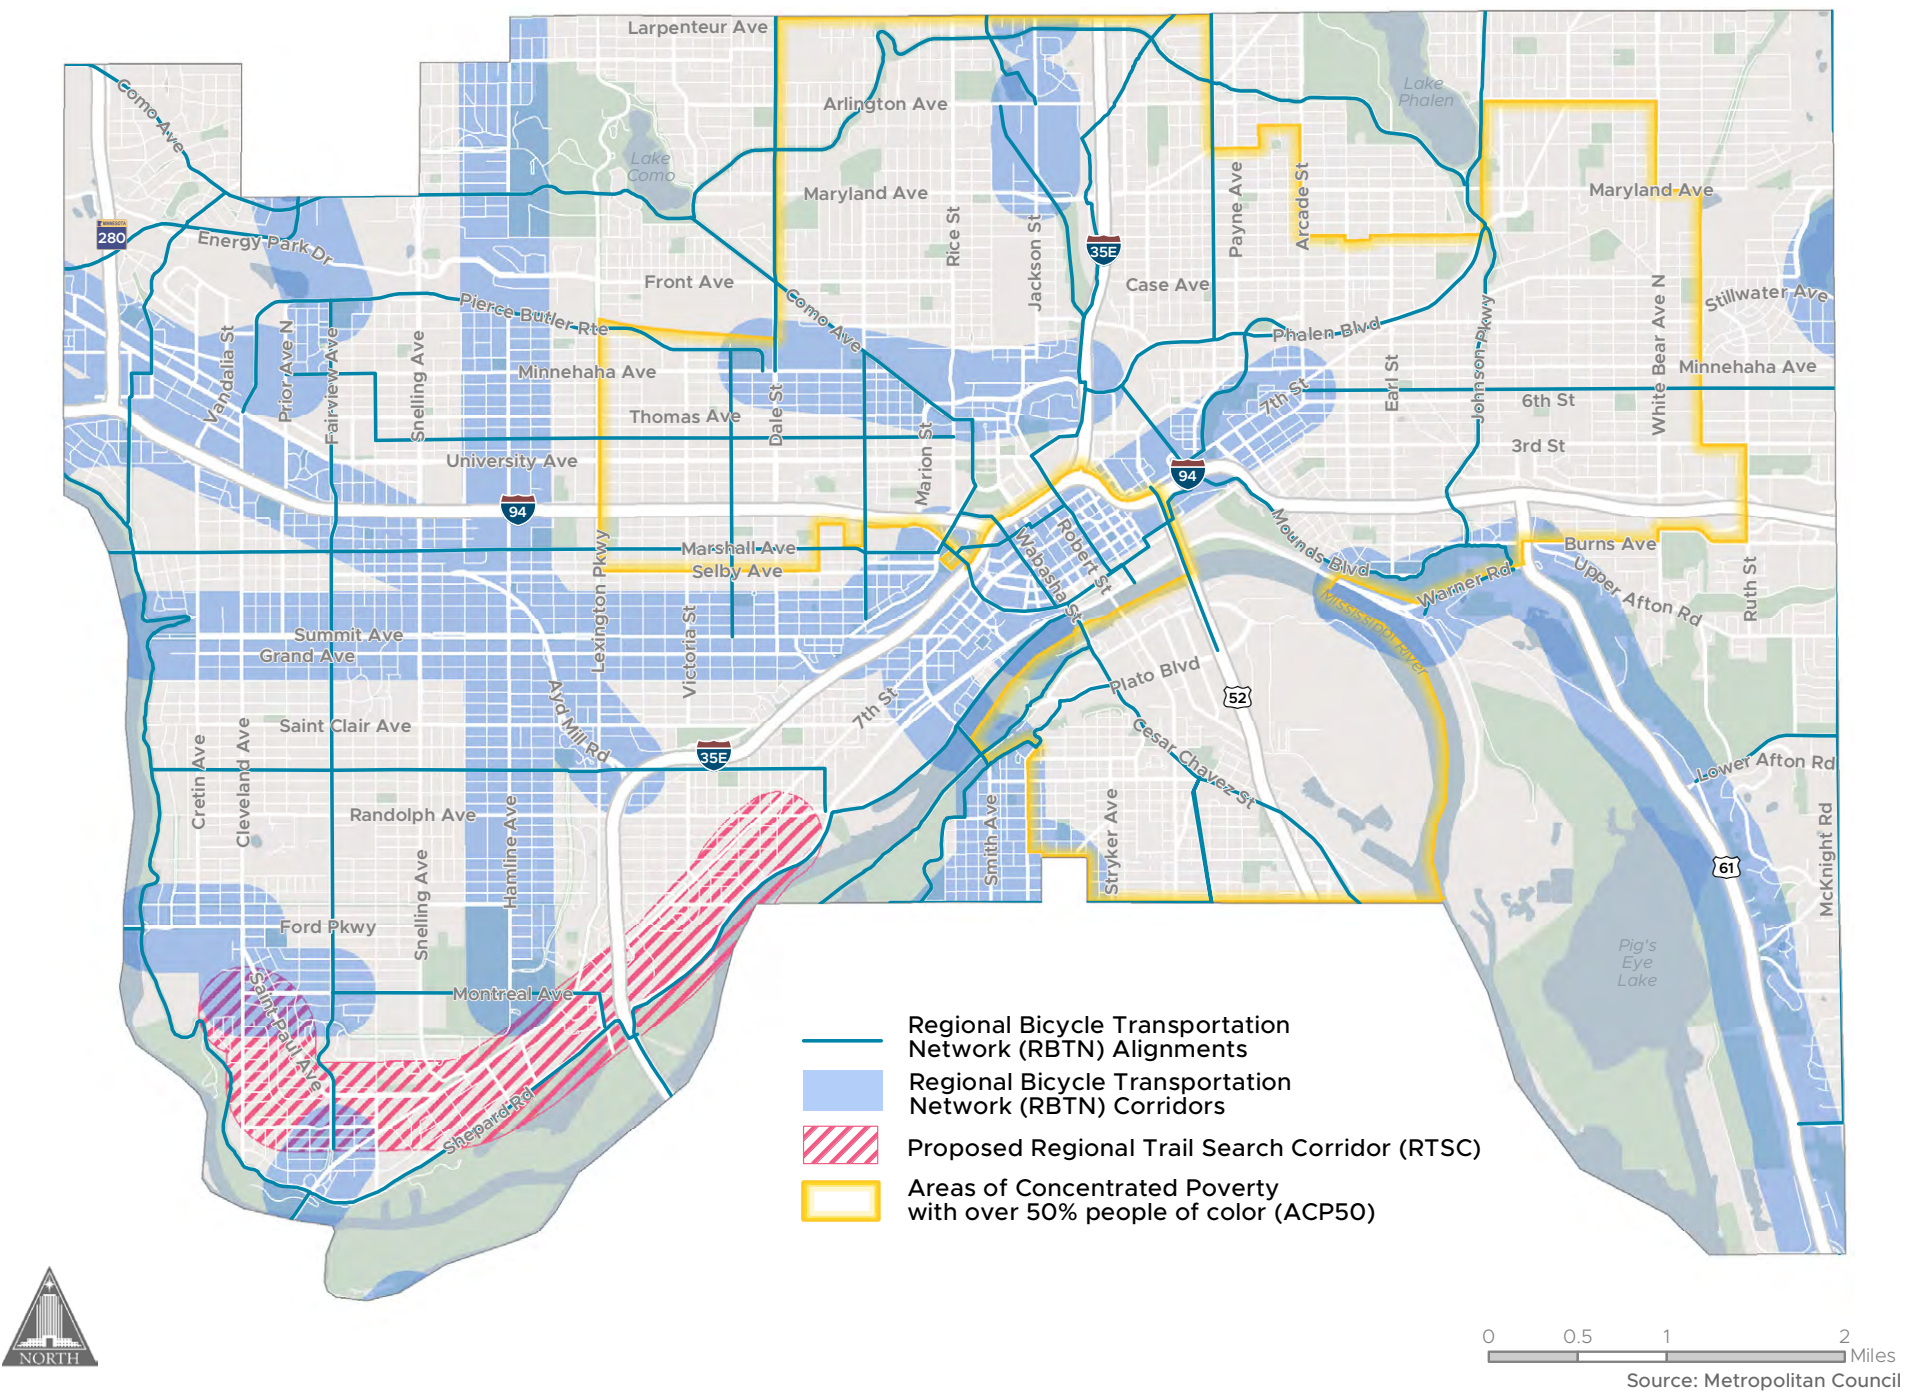 Larpenteur Ave
Como Ave
Arlington Ave
Lake
Phalen
Lake
Como
Maryland Ave
Maryland Ave
Payne Ave
Arcade St
Rice St
Jackson St
MINNESOTA
280
Energy Park Dr
35E
Front Ave
Case Ave
Como Ave
Stillwater Ave
Pierce Butler Rte
Phalen Blvd
Vandalia St
Prior Ave N
Fairview Ave
Snelling Ave
Johnson Pkwy
White Bear Ave N
Minnehaha Ave
Minnehaha Ave
Earl St
7th St
6th St
Thomas Ave
Dale St
Marion St
3rd St
University Ave
94
94
Mounds Blvd
Robert St
Wabasha St
Marshall Ave
Selby Ave
Lexington Pkwy
Burns Ave
Warner Rd
Upper Afton Rd
Ruth St
Mississippi River
Summit Ave
Grand Ave
Victoria St
Plato Blvd
52
Ayd Mill Rd
7th St
Saint Clair Ave
Cesar Chavez St
35E
Lower Afton Rd
Cretin Ave
Cleveland Ave
Randolph Ave
Hamline Ave
Smith Ave
Stryker Ave
61
McKnight Rd
Snelling Ave
Ford Pkwy
Pig's
Eye
Lake
Saint Paul Ave
Montreal Ave
Shepard Rd
Regional Bicycle Transportation
Network (RBTN) Alignments
Regional Bicycle Transportation
Network (RBTN) Corridors
Proposed Regional Trail Search Corridor (RTSC)
Areas of Concentrated Poverty
with over 50% people of color (ACP50)
NORTH
0 0.5 1 2
Miles
Source: Metropolitan Council